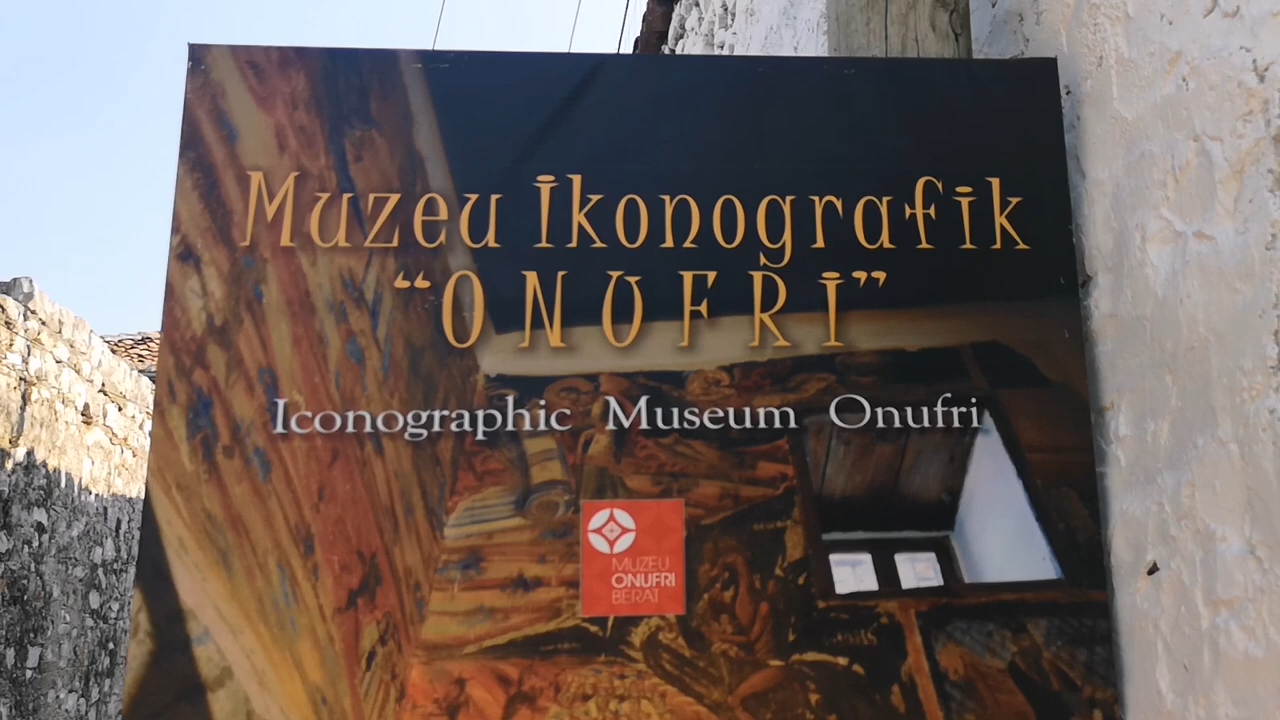 Muzeu Ikonografik
“ONUFRI”
Iconographic Museum Onufri
MUZEU
ONUFRI
BERAT